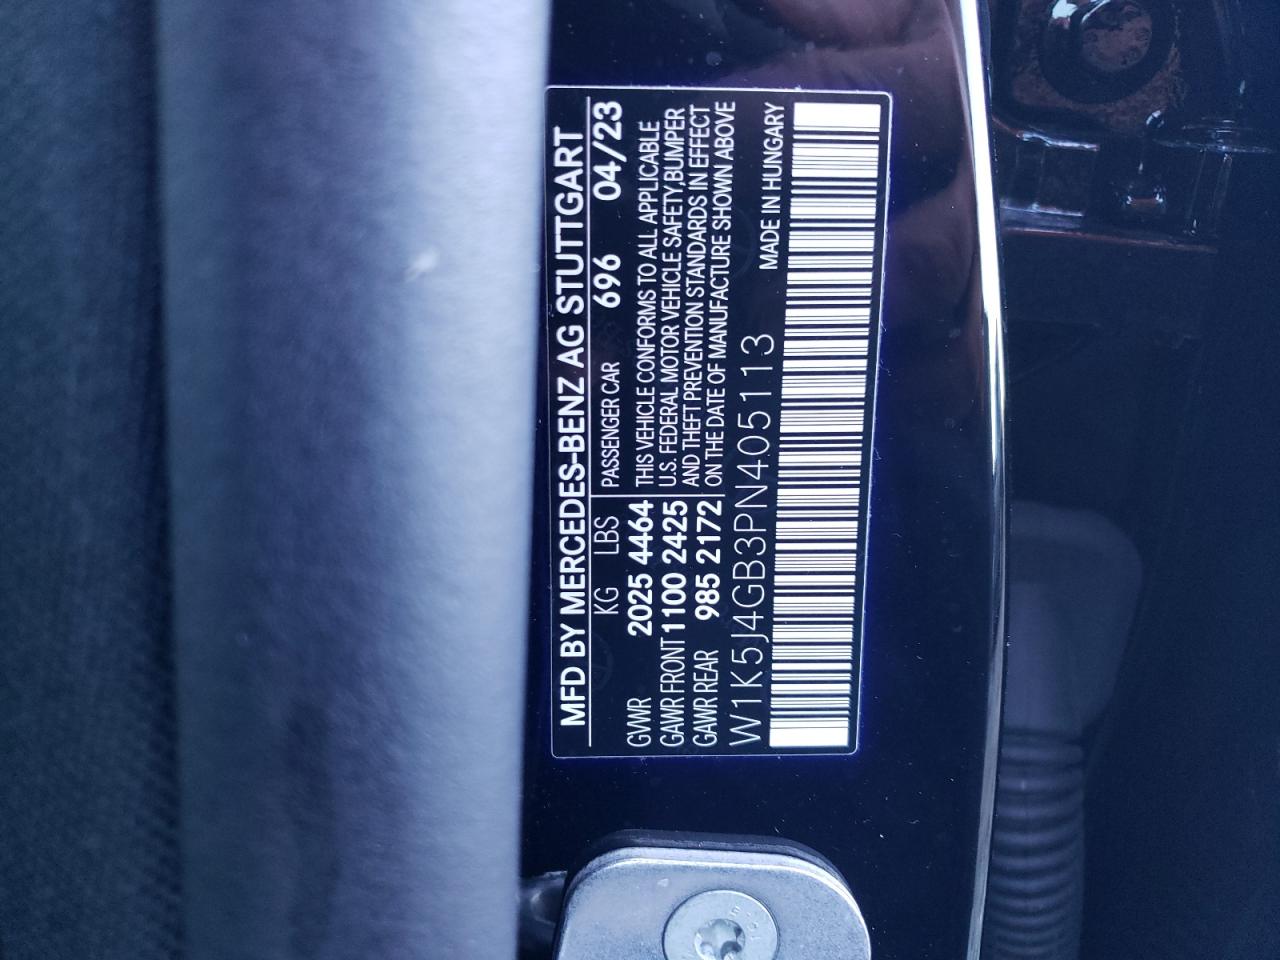 MFD BY MERCEDES-BENZ AG STUTTGART
KG LBS
GVWR 2025 4464
GAWR FRONT 1100 2425
GAWR REAR 985 2172
PASSENGER CAR 696 04/23
THIS VEHICLE CONFORMS TO ALL APPLICABLE
U.S. FEDERAL MOTOR VEHICLE SAFETY,BUMPER
AND THEFT PREVENTION STANDARDS IN EFFECT
ON THE DATE OF MANUFACTURE SHOWN ABOVE
W1K5J4GB3PN405113 MADE IN HUNGARY